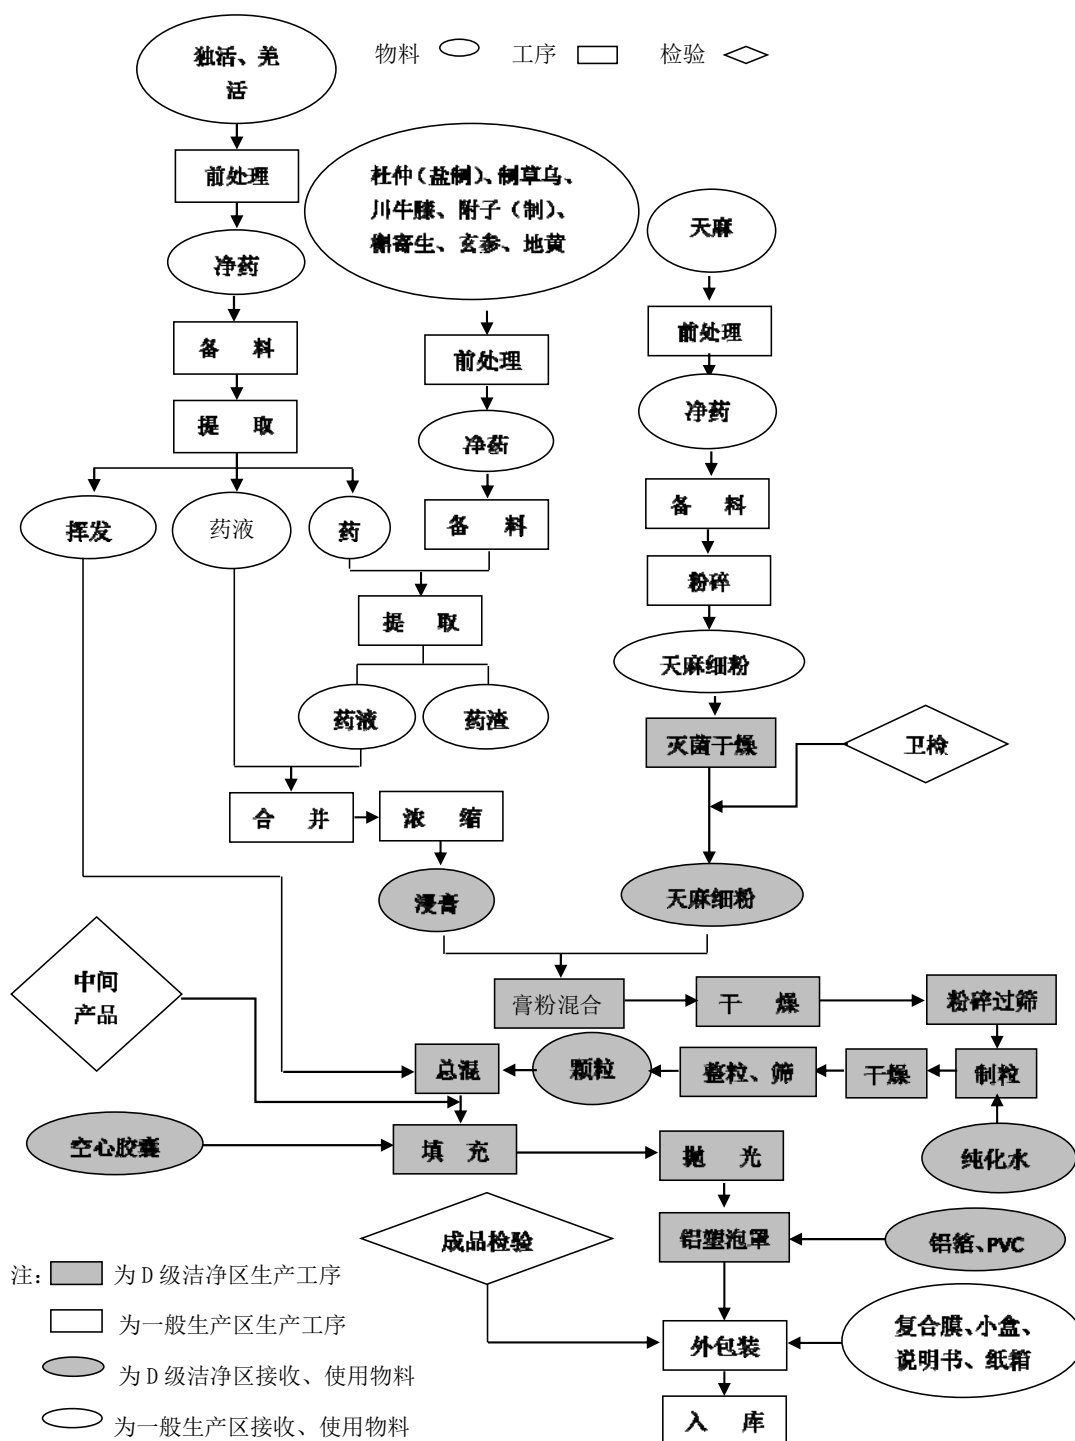 独活、羌
活
物料
工序
检验
前处理
杜仲（盐制）、制草乌、
川牛膝、附子（制）、
槲寄生、玄参、地黄
天麻
净药
前处理
备 料
前处理
净药
提 取
净药
挥发
药液
药
备 料
备 料
粉碎
提 取
天麻细粉
药液
药渣
灭菌干燥
卫检
合 并
浓 缩
浸膏
天麻细粉
中间
产品
膏粉混合
干 燥
粉碎过筛
总混
颗粒
整粒、筛
干燥
制粒
空心胶囊
填 充
抛 光
纯化水
成品检验
铝塑泡罩
铝箔、PVC
注：
为 D 级洁净区生产工序
为一般生产区生产工序
外包装
复合膜、小盒、
说明书、纸箱
为 D 级洁净区接收、使用物料
入 库
为一般生产区接收、使用物料